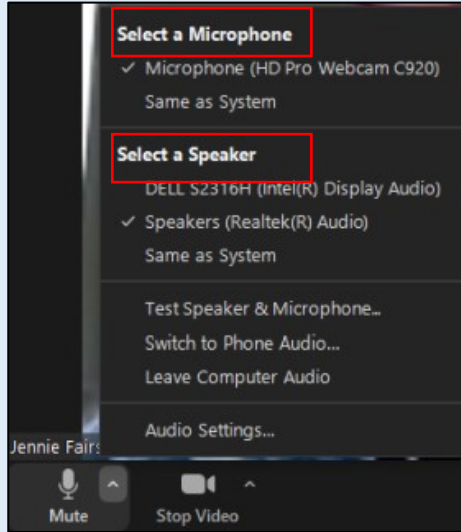 Select a Microphone
Microphone (HD Pro Webcam C920)
Same as System
Select a Speaker
DELL S2316H (Intel(R) Display Audio)
Speakers (Realtek(R) Audio)
Same as System
Test Speaker & Microphone...
Switch to Phone Audio...
Leave Computer Audio
Audio Settings...
Jennie Fairs
Mute
Stop Video